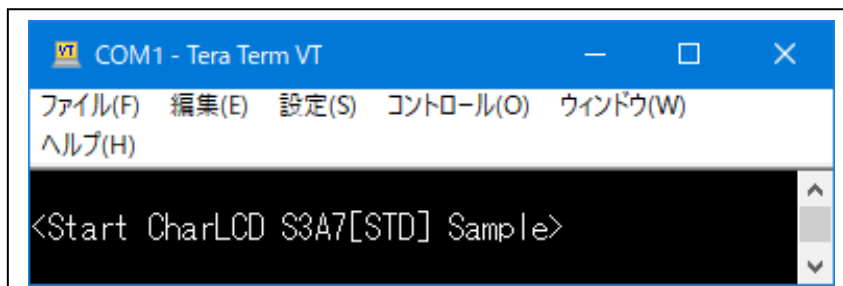 VT COM1 - Tera Term VT
ファイル(F) 編集(E) 設定(S) コントロール(O) ウィンドウ(W)
ヘルプ(H)
<Start CharLCD S3A7[STD] Sample>